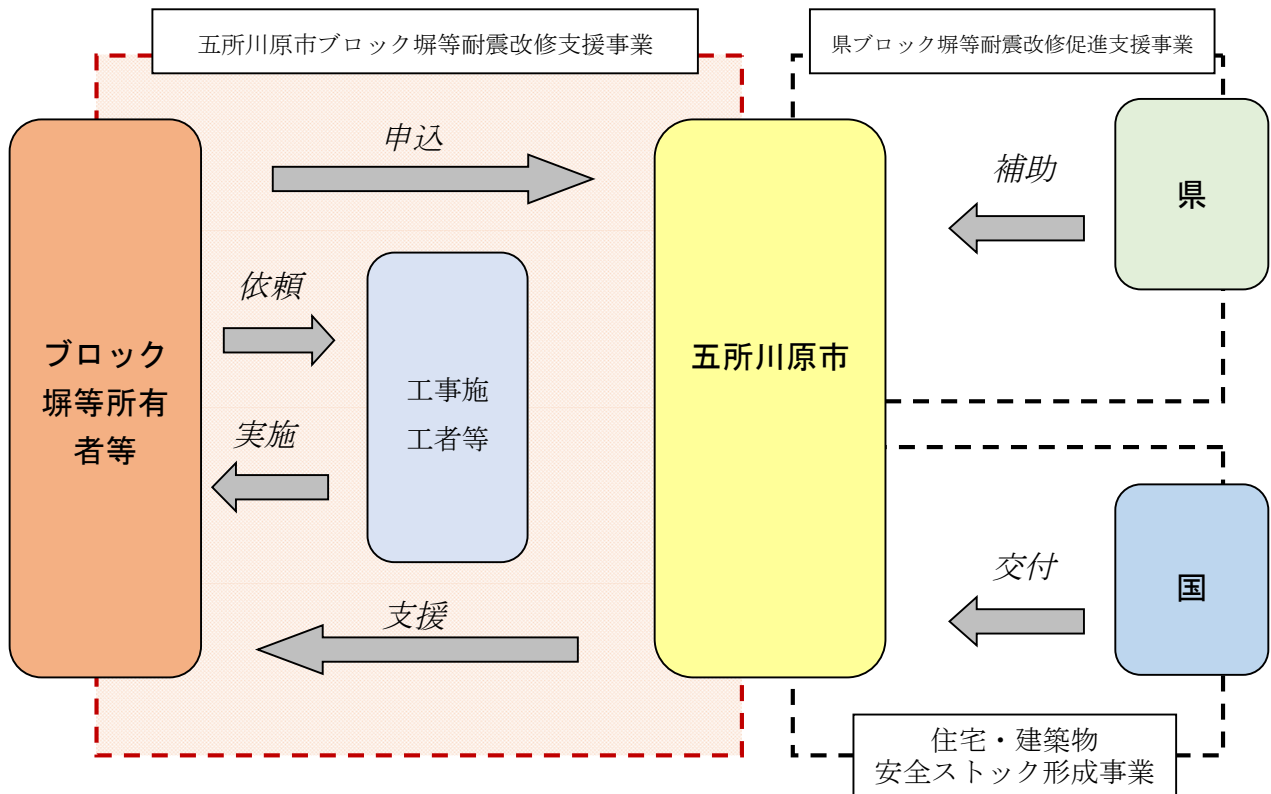 五所川原市ブロック塀等耐震改修支援事業
県ブロック塀等耐震改修促進支援事業
申込
補助
県
依頼
ブロック
塀等所有
者等
工事施
工者等
五所川原市
実施
交付
国
支援
住宅・建築物
安全ストック形成事業